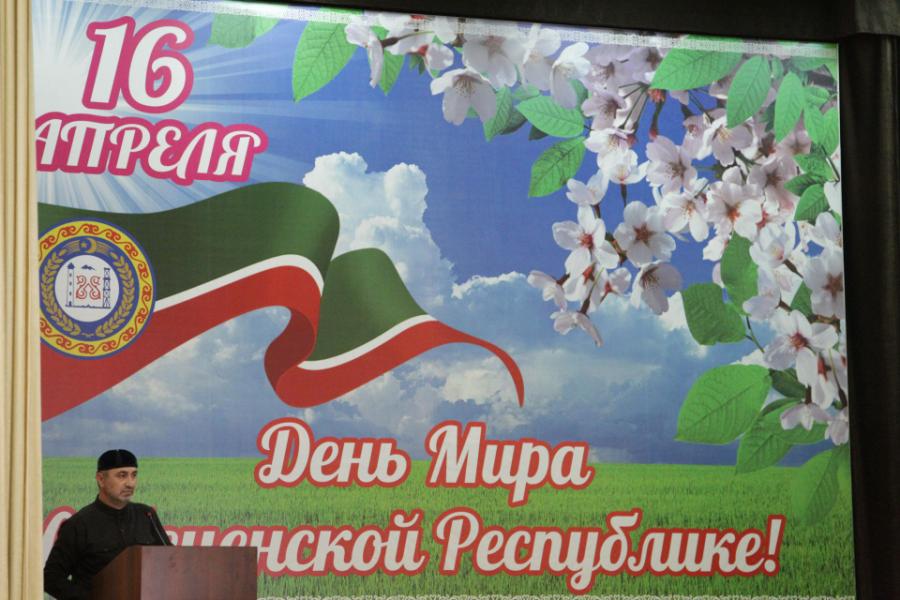 16
АПРЕЛЯ
День Мира
Республике!